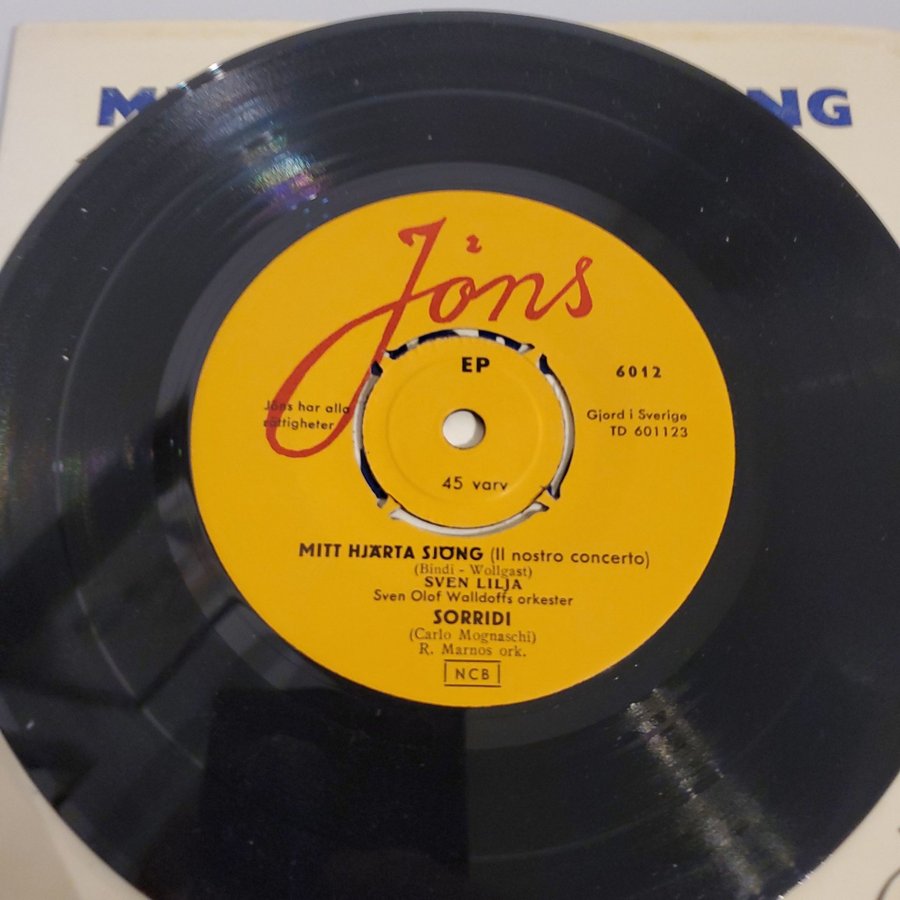 Jöns
EP
6012
Jöns har alla
rättigheter
Gjord i Sverige
TD 601123
45 varv
MITT HJÄRTA SJÖNG (Il nostro concerto)
(Bindi - Wollgast)
SVEN LILJA
Sven Olof Walldoffs orkester
SORRIDI
(Carlo Mognaschi)
R. Marnos ork.
NCB